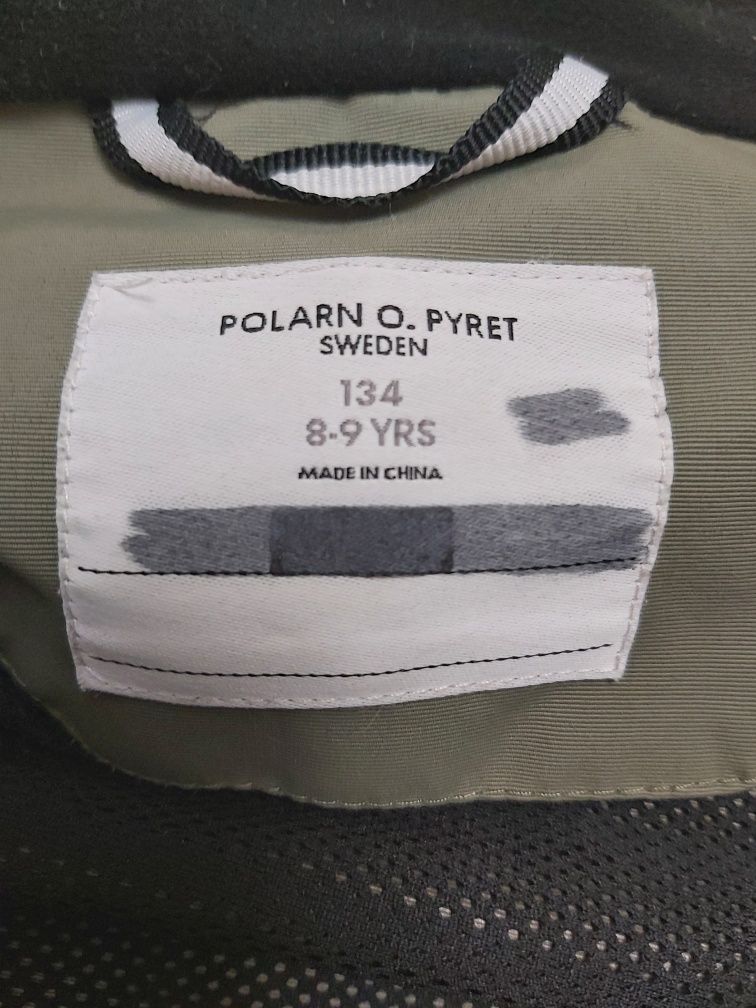 POLARN O. PYRET
SWEDEN
134
8-9 YRS
MADE IN CHINA